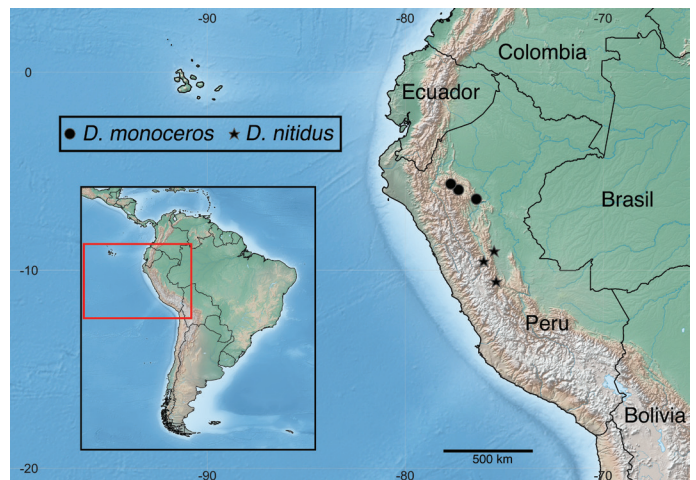 -90 -80 -70
Colombia
0
Ecuador
● D. monoceros ★ D. nitidus
Brasil
-10
Peru
Bolivia
500 km
-20
-90 -80 -70